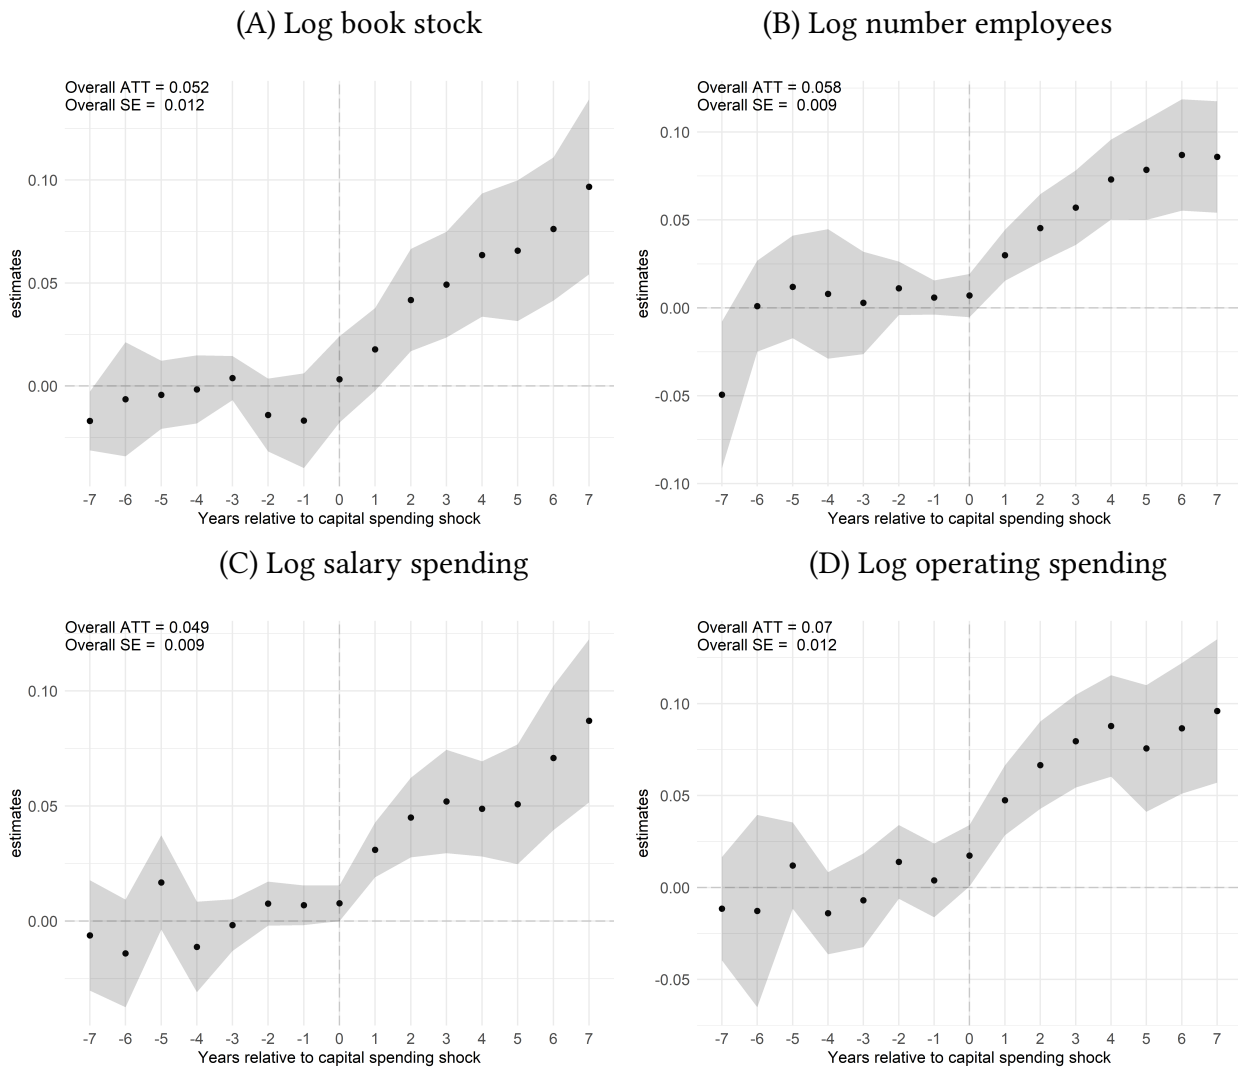 (A) Log book stock
Overall ATT = 0.052
Overall SE = 0.012
0.10
0.05
0.00
estimates
-7 -6 -5 -4 -3 -2 -1 0 1 2 3 4 5 6 7
Years relative to capital spending shock
(B) Log number employees
Overall ATT = 0.058
Overall SE = 0.009
0.10
0.05
0.00
-0.05
-0.10
estimates
-7 -6 -5 -4 -3 -2 -1 0 1 2 3 4 5 6 7
Years relative to capital spending shock
(C) Log salary spending
Overall ATT = 0.049
Overall SE = 0.009
0.10
0.05
0.00
estimates
-7 -6 -5 -4 -3 -2 -1 0 1 2 3 4 5 6 7
Years relative to capital spending shock
(D) Log operating spending
Overall ATT = 0.07
Overall SE = 0.012
0.10
0.05
0.00
-0.05
estimates
-7 -6 -5 -4 -3 -2 -1 0 1 2 3 4 5 6 7
Years relative to capital spending shock